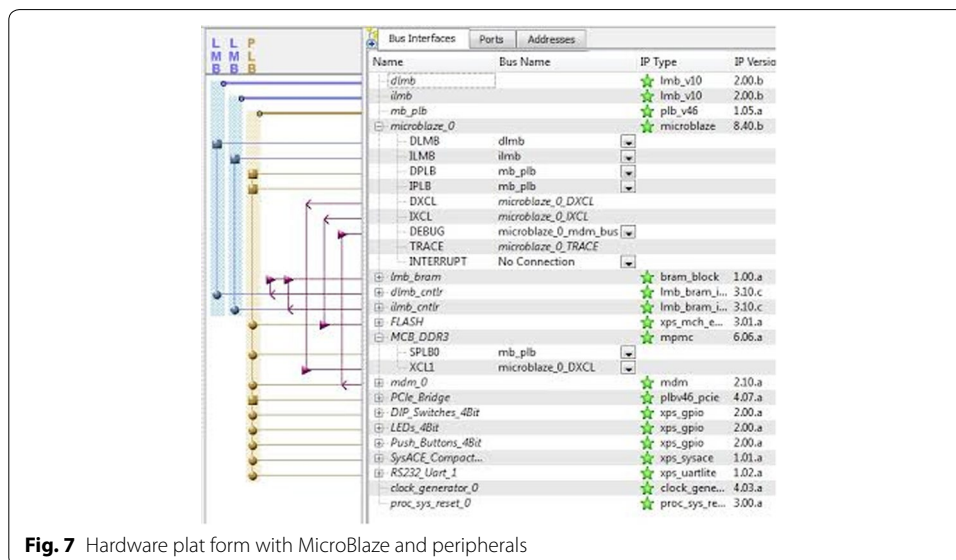 L L P
M M L
B B B
Bus Interfaces Ports Addresses
Name Bus Name IP Type IP Versio
dlmb lmb_v10 2.00.b
ilmb lmb_v10 2.00.b
mb_plb plb_v46 1.05.a
microblaze_0 microblaze 8.40.b
DLMB dlmb
ILMB ilmb
DPLB mb_plb
IPLB mb_plb
DXCL microblaze_0_DXCL
IXCL microblaze_0_IXCL
DEBUG microblaze_0_mdm_bus
TRACE microblaze_0_TRACE
INTERRUPT No Connection
lmb_bram bram_block 1.00.a
dlmb_cntlr lmb_bram_i... 3.10.c
ilmb_cntlr lmb_bram_i... 3.10.c
FLASH xps_mch_e... 3.01.a
MCB_DDR3 mpmc 6.06.a
SPLB0 mb_plb
XCL1 microblaze_0_DXCL
mdm_0 mdm 2.10.a
PCIe_Bridge plbv46_pcie 4.07.a
DIP_Switches_4Bit xps_gpio 2.00.a
LEDs_4Bit xps_gpio 2.00.a
Push_Buttons_4Bit xps_gpio 2.00.a
SysACE_Compact... xps_sysace 1.01.a
RS232_Uart_1 xps_uartlite 1.02.a
clock_generator_0 clock_gene... 4.03.a
proc_sys_reset_0 proc_sys_re... 3.00.a
Fig. 7 Hardware plat form with MicroBlaze and peripherals